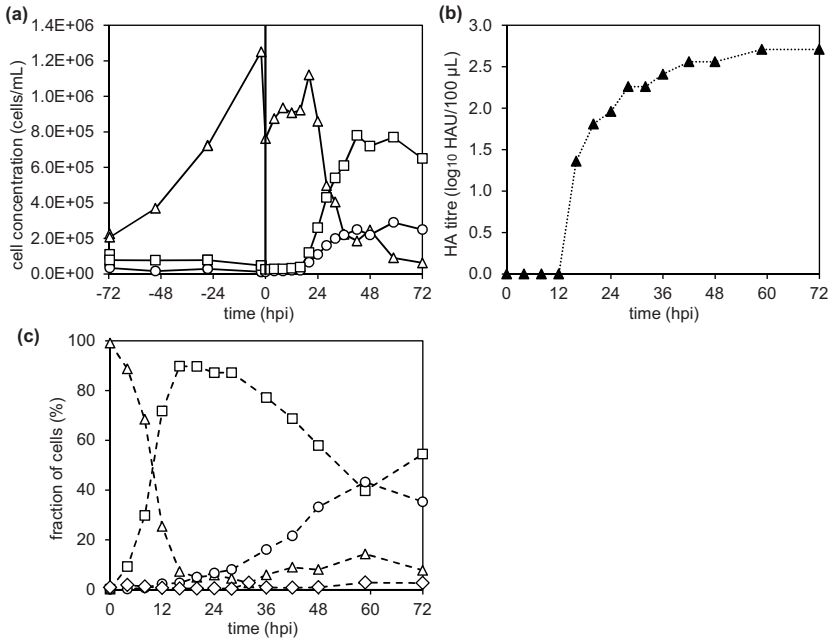 (a)
cell concentration (cells/mL)
1.4E+06
1.2E+06
1.0E+06
8.0E+05
6.0E+05
4.0E+05
2.0E+05
0.0E+00
-72 -48 -24 0 24 48 72
time (hpi)
(b)
HA titre (log10 HAU/100 µL)
3.0
2.5
2.0
1.5
1.0
0.5
0.0
0 12 24 36 48 60 72
time (hpi)
(c)
fraction of cells (%)
100
80
60
40
20
0
0 12 24 36 48 60 72
time (hpi)